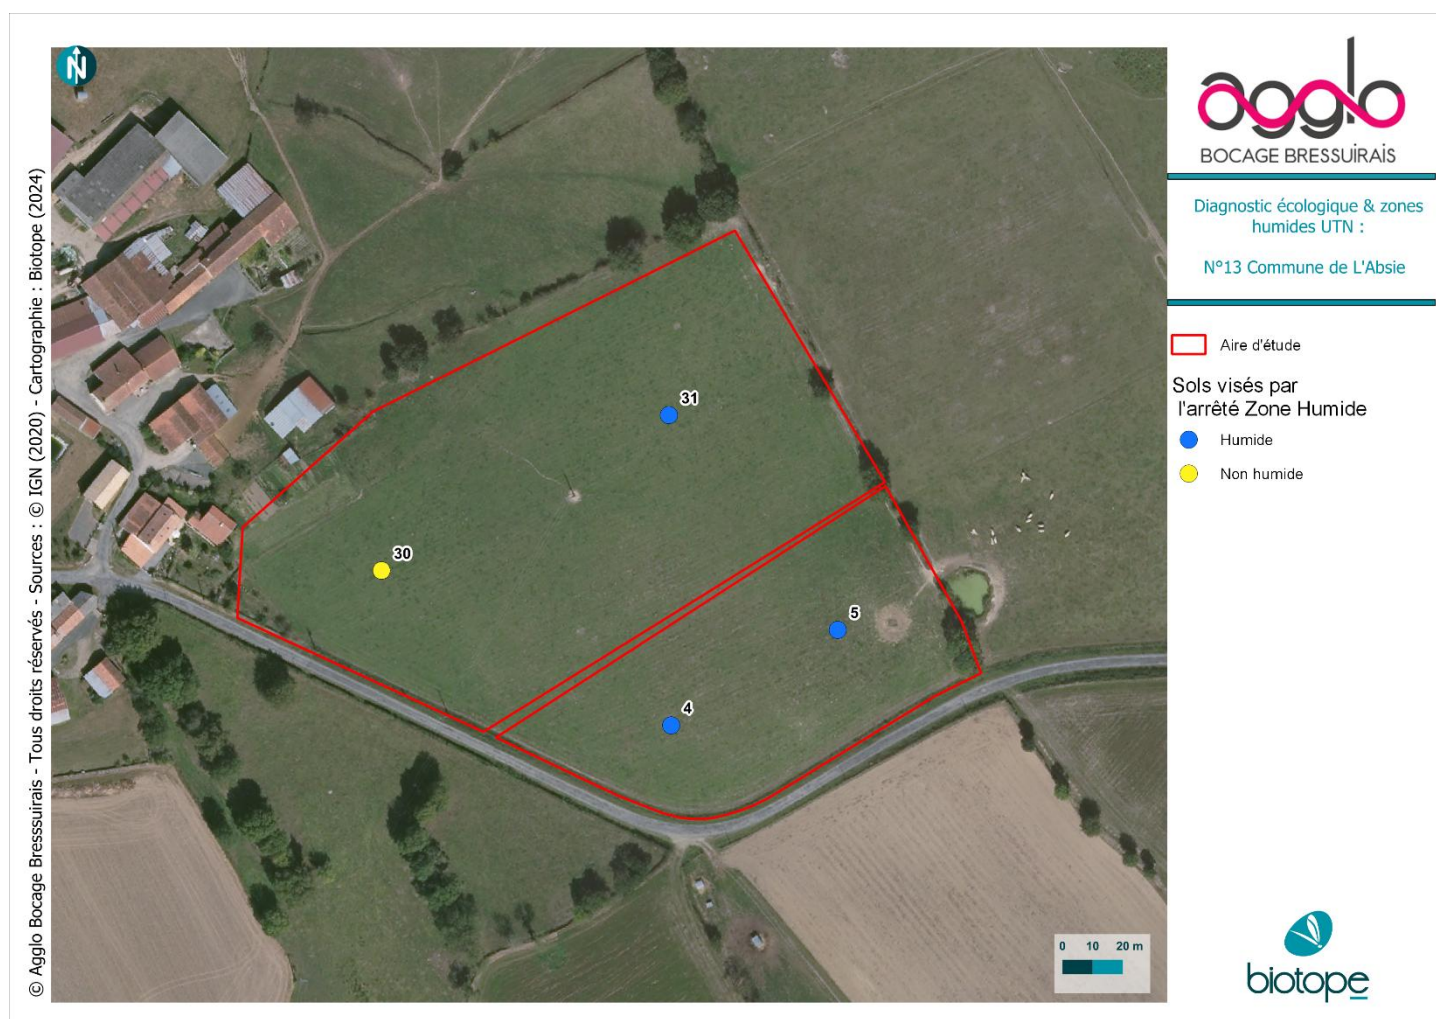 N
© Agglo Bocage Bresssuirais - Tous droits réservés - Sources : © IGN (2020) - Cartographie : Biotope (2024)
31
30
5
4
0 10 20 m
agglo
BOCAGE BRESSUIRAIS
Diagnostic écologique & zones
humides UTN :
N°13 Commune de L'Absie
Aire d'étude
Sols visés par
l'arrêté Zone Humide
Humide
Non humide
biotope